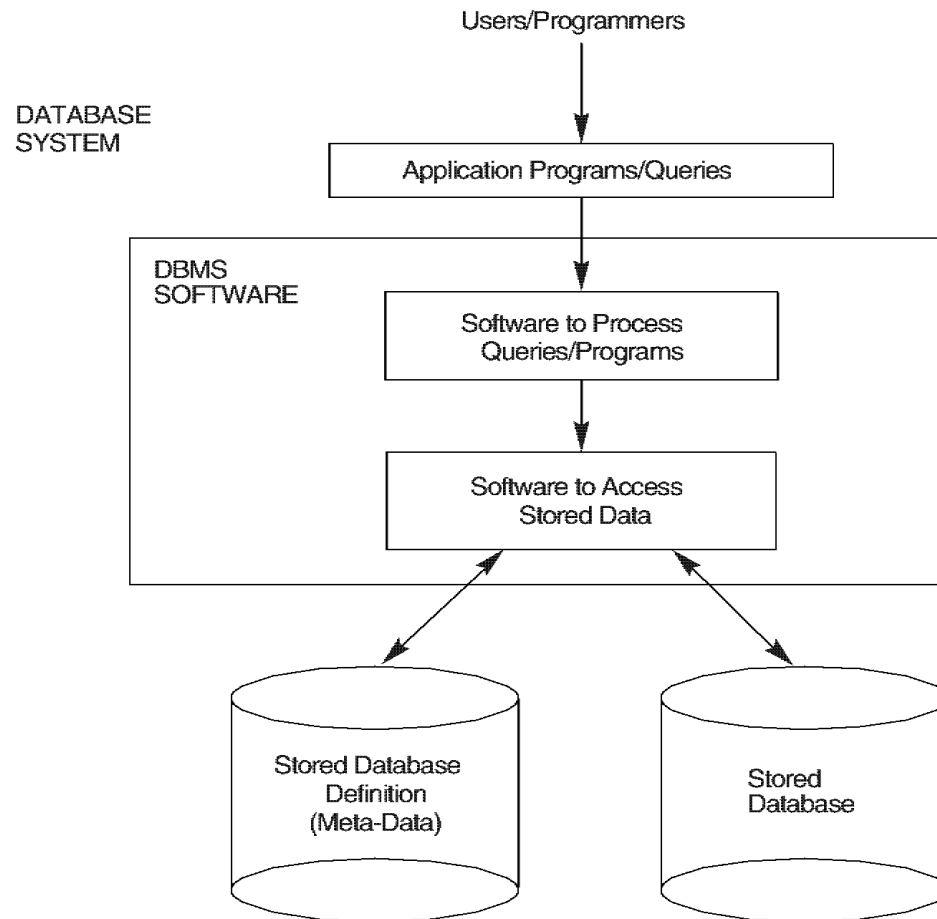 Users/Programmers
DATABASE
SYSTEM
Application Programs/Queries
DBMS
SOFTWARE
Software to Process
Queries/Programs
Software to Access
Stored Data
Stored Database
Definition
(Meta-Data)
Stored
Database